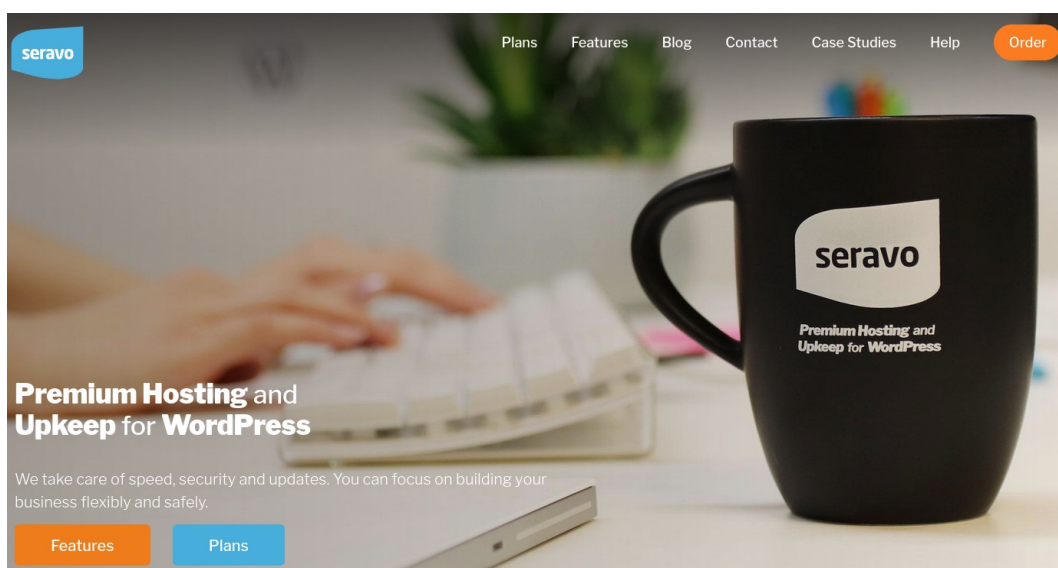 seravo
Plans Features Blog Contact Case Studies Help Order
seravo
Premium Hosting and
Upkeep for WordPress
Premium Hosting and
Upkeep for WordPress
We take care of speed, security and updates. You can focus on building your
business flexibly and safely.
Features Plans